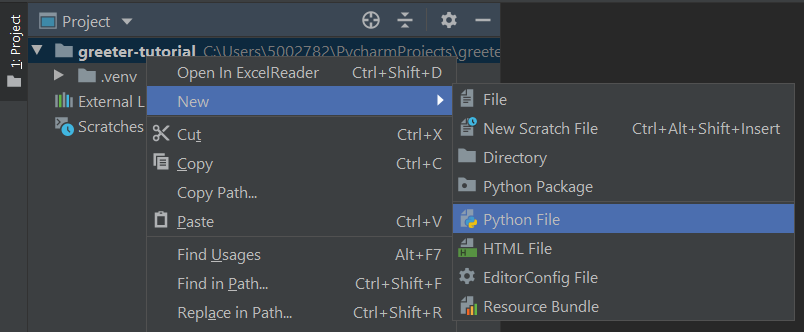 1: Project
Project
greeter-tutorial C:\Users\5002782\PycharmProjects\greete
.venv
External L
Scratches
Open In ExcelReader Ctrl+Shift+D
New
Cut Ctrl+X
Copy Ctrl+C
Copy Path...
Paste Ctrl+V
Find Usages Alt+F7
Find in Path... Ctrl+Shift+F
Replace in Path... Ctrl+Shift+R
File
New Scratch File Ctrl+Alt+Shift+Insert
Directory
Python Package
Python File
HTML File
EditorConfig File
Resource Bundle